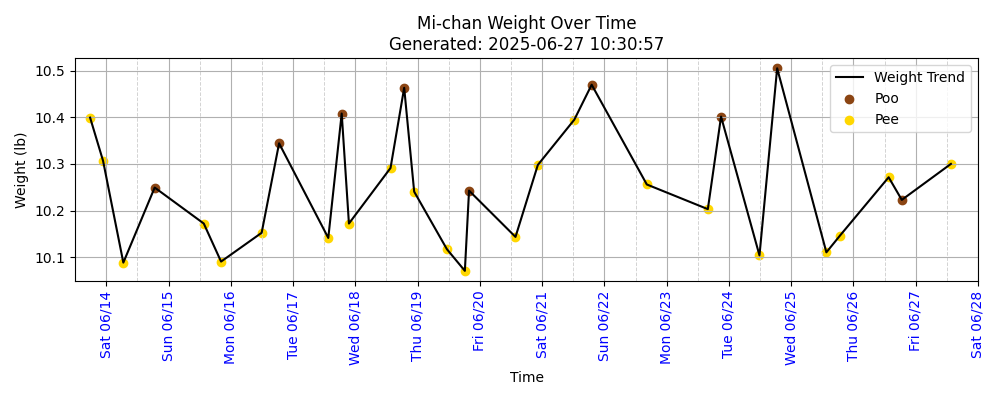 Mi-chan Weight Over Time
Generated: 2025-06-27 10:30:57
Weight Trend
Poo
Pee
Weight (lb)
10.5
10.4
10.3
10.2
10.1
Sat 06/14
Sun 06/15
Mon 06/16
Tue 06/17
Wed 06/18
Thu 06/19
Fri 06/20
Sat 06/21
Sun 06/22
Mon 06/23
Tue 06/24
Wed 06/25
Thu 06/26
Fri 06/27
Sat 06/28
Time